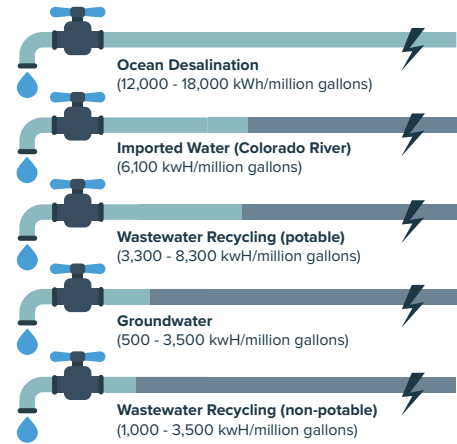 Ocean Desalination
(12,000 - 18,000 kWh/million gallons)
Imported Water (Colorado River)
(6,100 kwH/million gallons)
Wastewater Recycling (potable)
(3,300 - 8,300 kwH/million gallons)
Groundwater
(500 - 3,500 kwH/million gallons)
Wastewater Recycling (non-potable)
(1,000 - 3,500 kwH/million gallons)